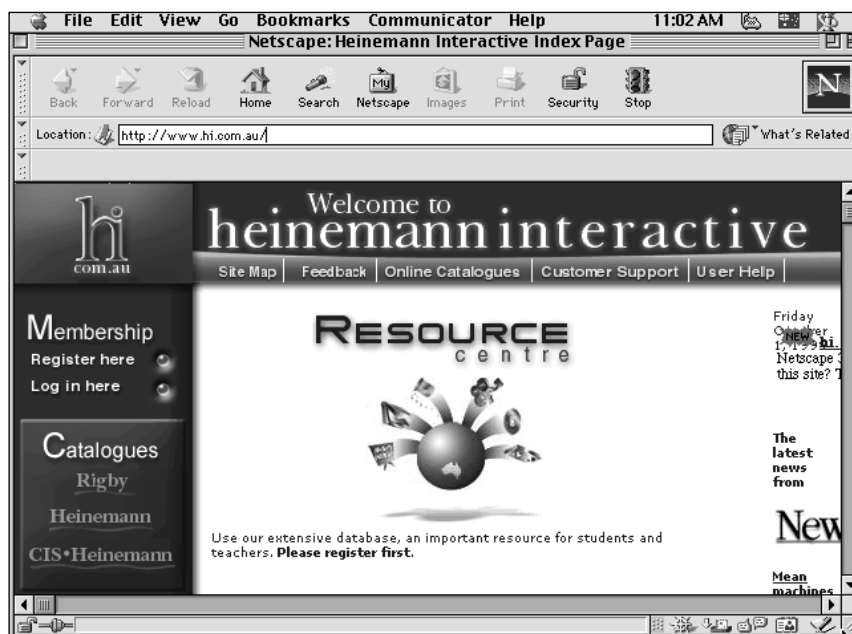 File Edit View Go Bookmarks Communicator Help 11:02 AM
Netscape: Heinemann Interactive Index Page
Back Forward Reload Home Search Netscape Images Print Security Stop
My
N
Location: http://www.hi.com.au/ What's Related
hi
com.au
Welcome to
heinemann interactive
Site Map Feedback Online Catalogues Customer Support User Help
Membership
Register here
Log in here
Catalogues
Rigby
Heinemann
CIS•Heinemann
RESOURCE
centre
Use our extensive database, an important resource for students and
teachers. Please register first.
Friday
NEW hi.
Netscape 3
this site? T
The
latest
news
from
New
Mean
machines